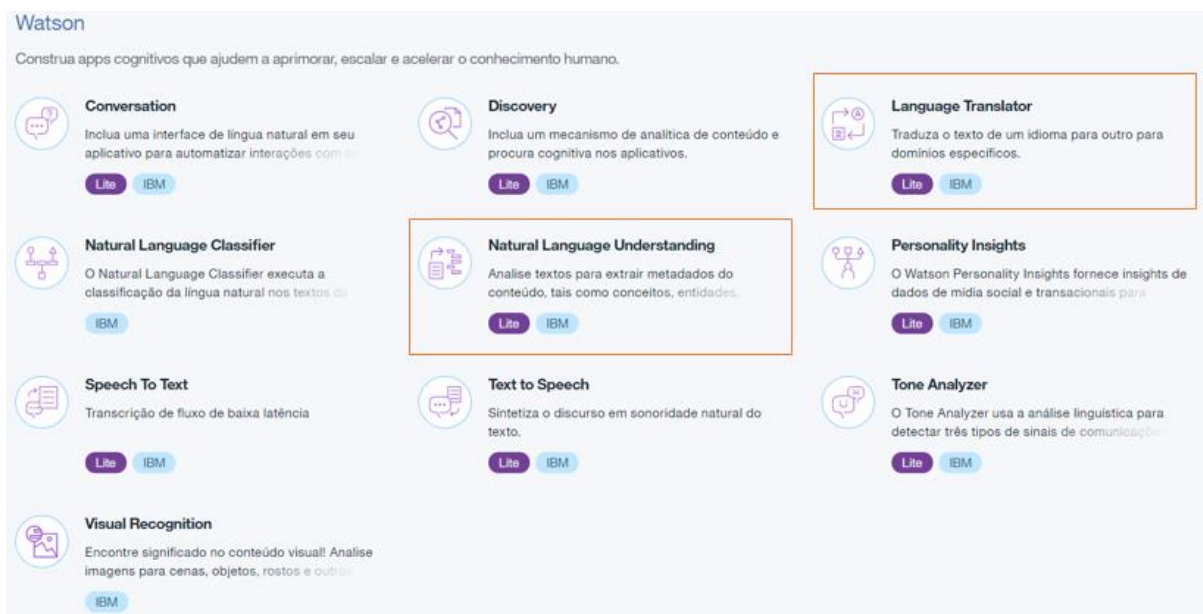 Watson
Construa apps cognitivos que ajudem a aprimorar, escalar e acelerar o conhecimento humano.
Conversation
Inclua uma interface de língua natural em seu
aplicativo para automatizar interações com
Lite IBM
Discovery
Inclua um mecanismo de analítica de conteúdo e
procura cognitiva nos aplicativos.
Lite IBM
Language Translator
Traduza o texto de um idioma para outro para
domínios específicos.
Lite IBM
Natural Language Classifier
O Natural Language Classifier executa a
classificação da língua natural nos textos
IBM
Natural Language Understanding
Analise textos para extrair metadados do
conteúdo, tais como conceitos, entidades,
Lite IBM
Personality Insights
O Watson Personality Insights fornece insights de
dados de mídia social e transacionais para
Lite IBM
Speech To Text
Transcrição de fluxo de baixa latência
Lite IBM
Text to Speech
Sintetiza o discurso em sonoridade natural do
texto.
Lite IBM
Tone Analyzer
O Tone Analyzer usa a análise linguística para
detectar três tipos de sinais de comunicações
Lite IBM
Visual Recognition
Encontre significado no conteúdo visual! Analise
imagens para cenas, objetos, rostos e outros
IBM